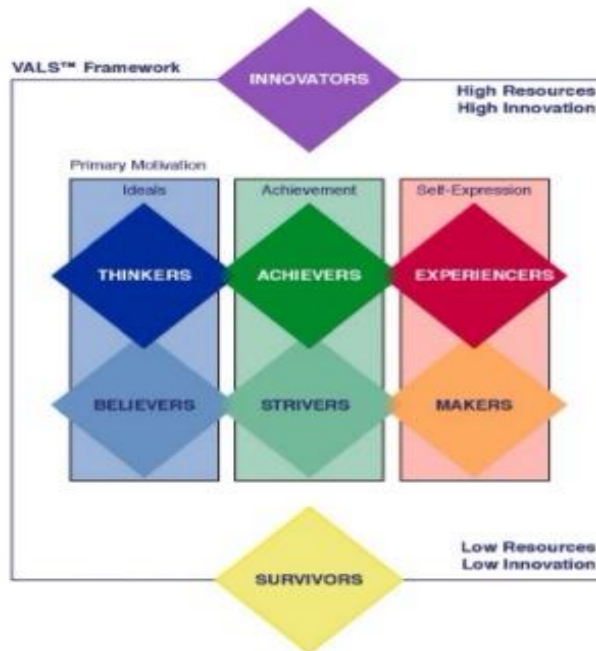 VALS™ Framework
INNOVATORS
High Resources
High Innovation
Primary Motivation
Ideals
Achievement
Self-Expression
THINKERS
ACHIEVERS
EXPERIENCERS
BELIEVERS
STRIVERS
MAKERS
Low Resources
Low Innovation
SURVIVORS